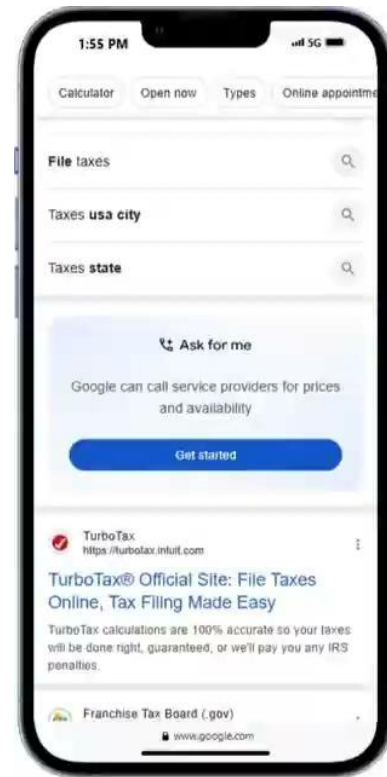 1:55 PM
5G
Calculator Open now Types Online appointme
File taxes
Taxes usa city
Taxes state
Ask for me
Google can call service providers for prices
and availability
Get started
TurboTax
https://turbotax.intuit.com
TurboTax® Official Site: File Taxes
Online, Tax Filing Made Easy
TurboTax calculations are 100% accurate so your taxes
will be done right, guaranteed, or we'll pay you any IRS
penalties.
Franchise Tax Board (.gov)
www.google.com